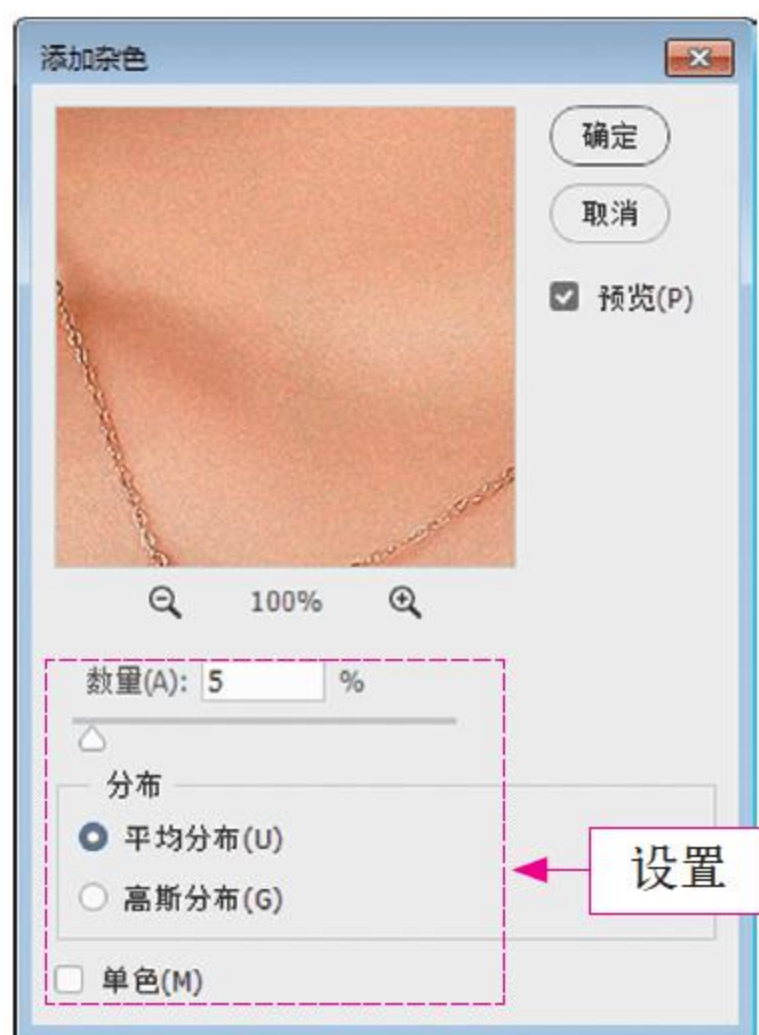 添加杂色
确定
取消
预览(P)
100%
数量(A): 5 %
分布
平均分布(U)
设置
高斯分布(G)
单色(M)